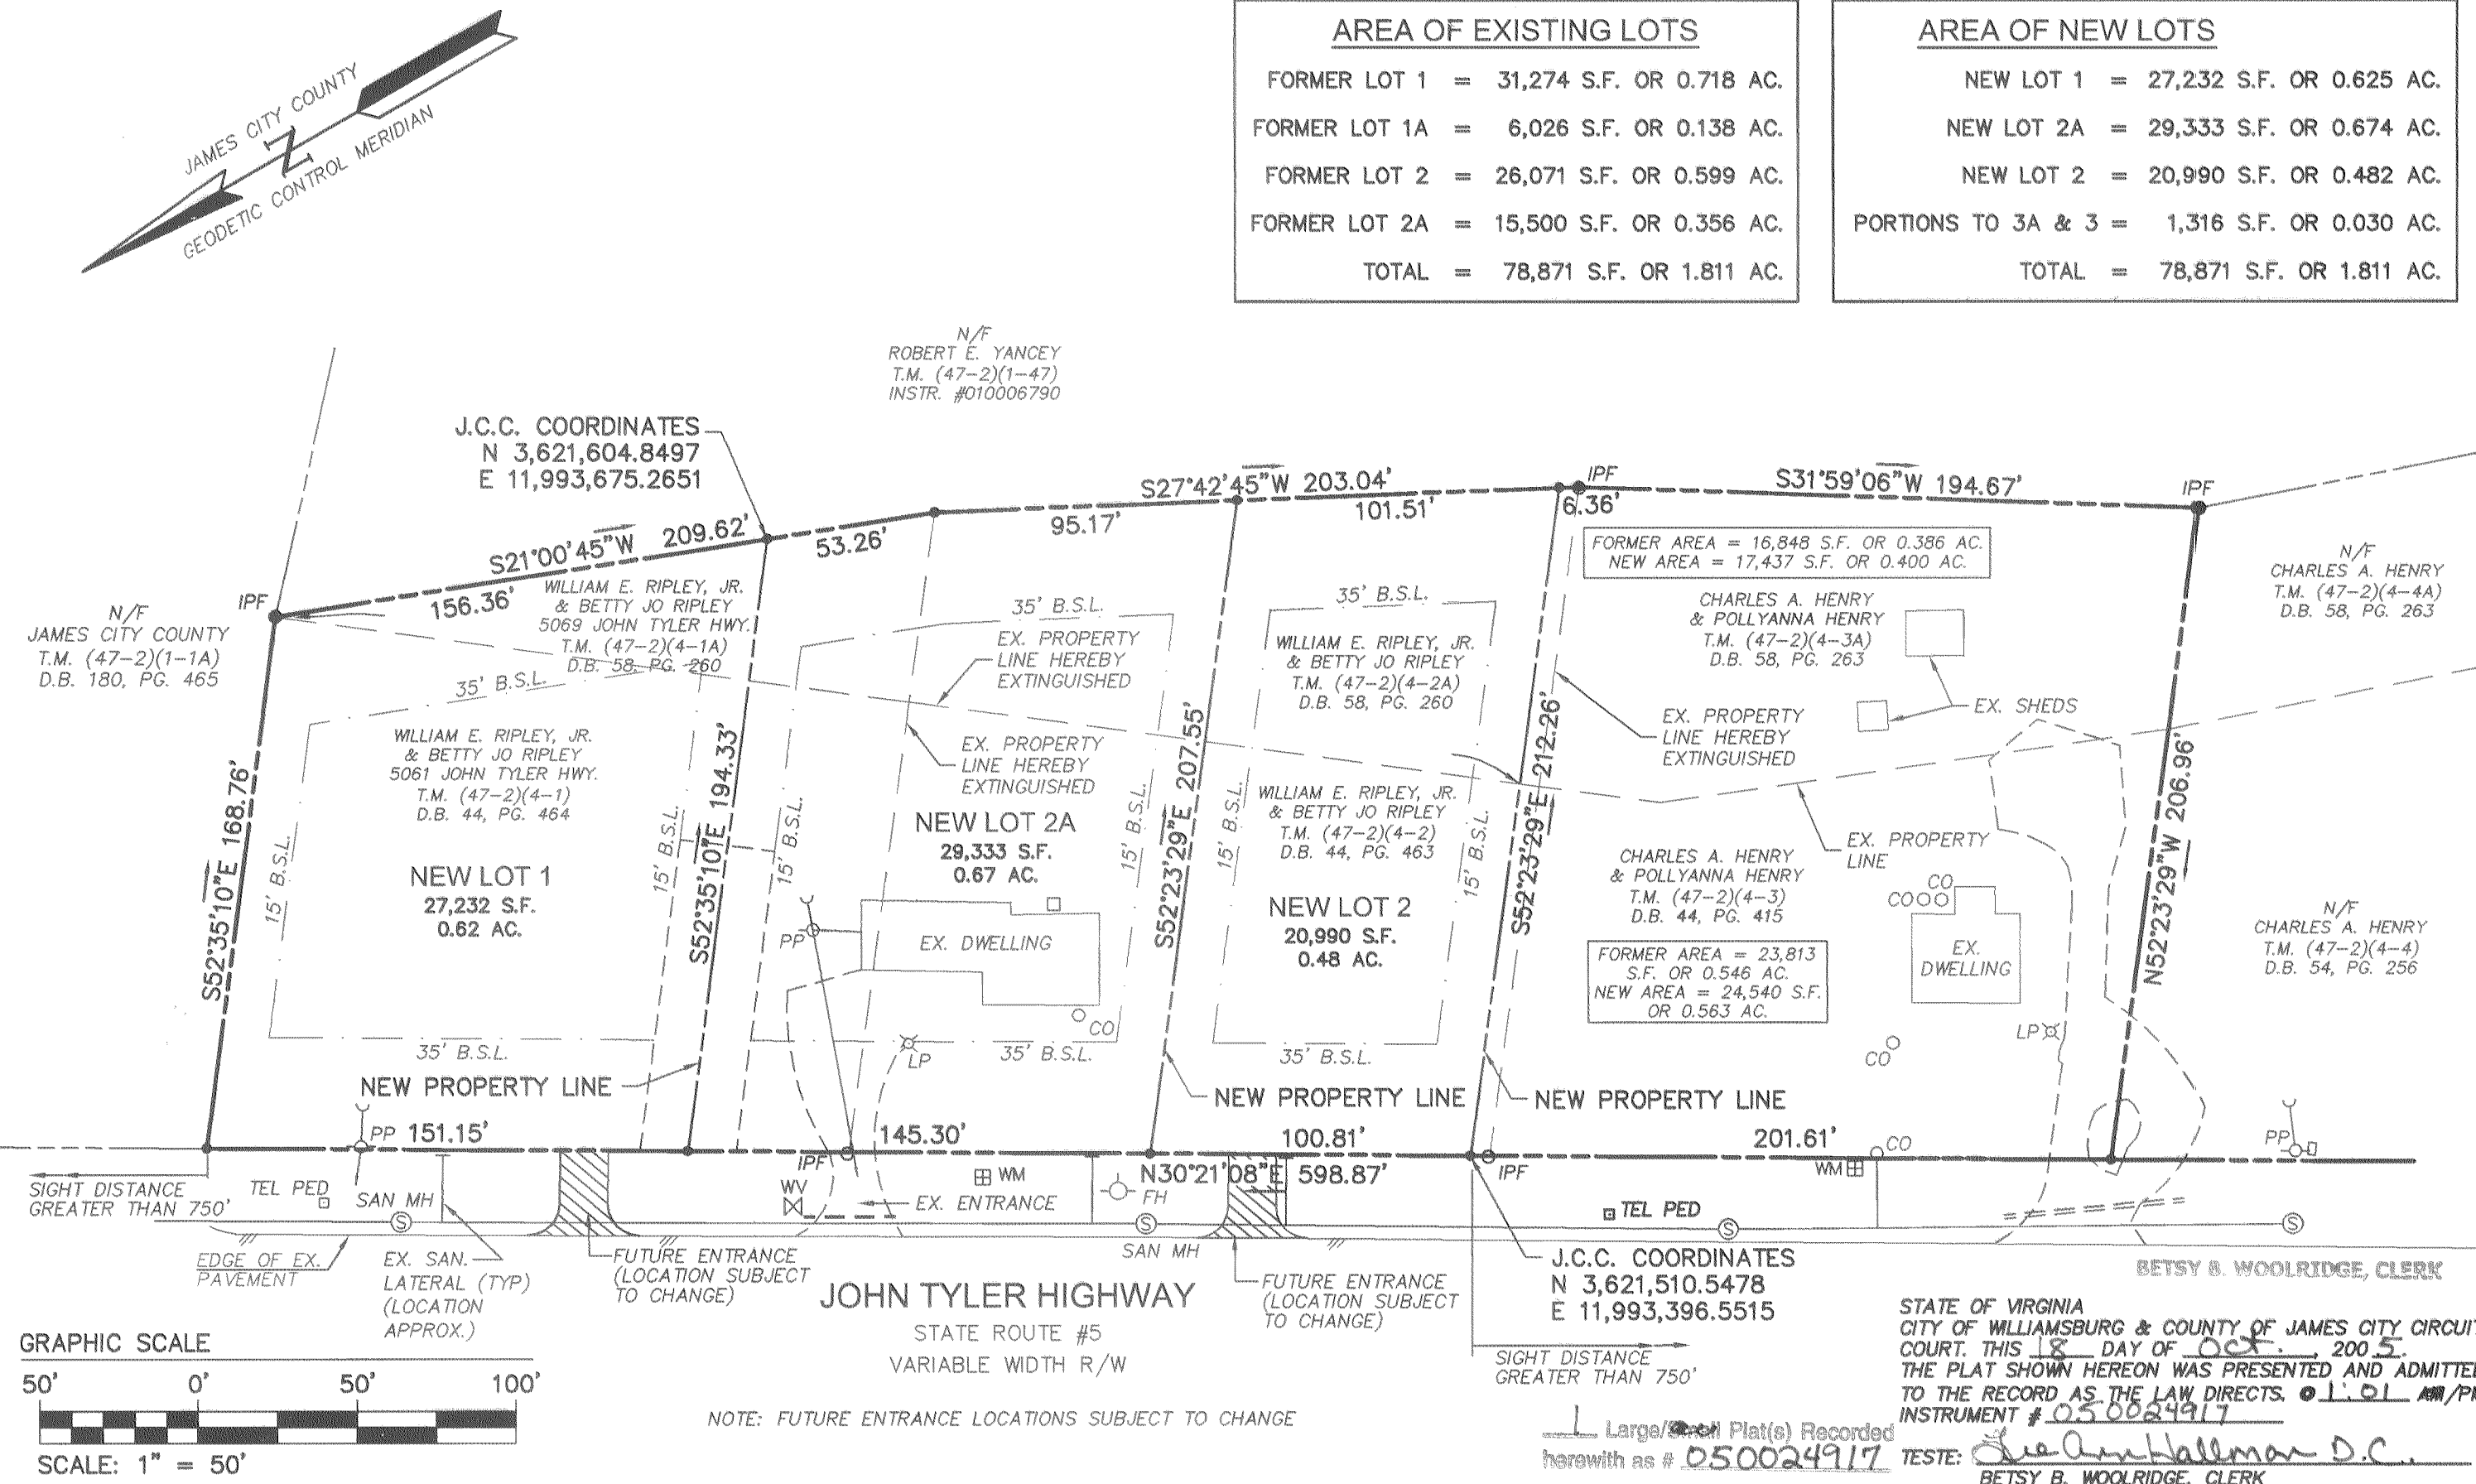 JAMES CITY COUNTY
GEODETIC CONTROL MERIDIAN
AREA OF EXISTING LOTS
FORMER LOT 1 = 31,274 S.F. OR 0.718 AC.
FORMER LOT 1A = 6,026 S.F. OR 0.138 AC.
FORMER LOT 2 = 26,071 S.F. OR 0.599 AC.
FORMER LOT 2A = 15,500 S.F. OR 0.356 AC.
TOTAL = 78,871 S.F. OR 1.811 AC.
AREA OF NEW LOTS
NEW LOT 1 = 27,232 S.F. OR 0.625 AC.
NEW LOT 2A = 29,333 S.F. OR 0.674 AC.
NEW LOT 2 = 20,990 S.F. OR 0.482 AC.
PORTIONS TO 3A & 3 = 1,316 S.F. OR 0.030 AC.
TOTAL = 78,871 S.F. OR 1.811 AC.
N/F
ROBERT E. YANCEY
T.M. (47-2)(1-47)
INSTR. #010006790
J.C.C. COORDINATES
N 3,621,604.8497
E 11,993,675.2651
S21°00'45"W 209.62'
156.36'
53.26'
95.17'
S27°42'45"W 203.04'
101.51'
IPF
6.36'
S31°59'06"W 194.67'
IPF
IPF
N/F
JAMES CITY COUNTY
T.M. (47-2)(1-1A)
D.B. 180, PG. 465
WILLIAM E. RIPLEY, JR.
& BETTY JO RIPLEY
5069 JOHN TYLER HWY.
T.M. (47-2)(4-1A)
D.B. 58, PG. 260
35' B.S.L.
WILLIAM E. RIPLEY, JR.
& BETTY JO RIPLEY
5061 JOHN TYLER HWY.
T.M. (47-2)(4-1)
D.B. 44, PG. 464
NEW LOT 1
27,232 S.F.
0.62 AC.
S52°35'10"E 168.76'
15' B.S.L.
15' B.S.L.
35' B.S.L.
S52°35'10"E 194.33'
15' B.S.L.
35' B.S.L.
EX. PROPERTY
LINE HEREBY
EXTINGUISHED
EX. PROPERTY
LINE HEREBY
EXTINGUISHED
NEW LOT 2A
29,333 S.F.
0.67 AC.
PP
EX. DWELLING
CO
LP
35' B.S.L.
15' B.S.L.
S52°23'29"E 207.55'
15' B.S.L.
35' B.S.L.
WILLIAM E. RIPLEY, JR.
& BETTY JO RIPLEY
T.M. (47-2)(4-2A)
D.B. 58, PG. 260
WILLIAM E. RIPLEY, JR.
& BETTY JO RIPLEY
T.M. (47-2)(4-2)
D.B. 44, PG. 463
NEW LOT 2
20,990 S.F.
0.48 AC.
35' B.S.L.
15' B.S.L.
S52°23'29"E 212.26'
FORMER AREA = 16,848 S.F. OR 0.386 AC.
NEW AREA = 17,437 S.F. OR 0.400 AC.
CHARLES A. HENRY
& POLLYANNA HENRY
T.M. (47-2)(4-3A)
D.B. 58, PG. 263
EX. PROPERTY
LINE HEREBY
EXTINGUISHED
EX. SHEDS
EX. PROPERTY
LINE
CHARLES A. HENRY
& POLLYANNA HENRY
T.M. (47-2)(4-3)
D.B. 44, PG. 415
FORMER AREA = 23,813
S.F. OR 0.546 AC.
NEW AREA = 24,540 S.F.
OR 0.563 AC.
CO
CO
EX.
DWELLING
LP
CO
N52°23'29"W 206.96'
N/F
CHARLES A. HENRY
T.M. (47-2)(4-4A)
D.B. 58, PG. 263
N/F
CHARLES A. HENRY
T.M. (47-2)(4-4)
D.B. 54, PG. 256
NEW PROPERTY LINE
NEW PROPERTY LINE
NEW PROPERTY LINE
PP 151.15'
145.30'
100.81'
201.61'
CO
PP
IPF
N30°21'08"E 598.87'
IPF
WM
WM
SIGHT DISTANCE
GREATER THAN 750'
TEL PED
SAN MH
WV
EX. ENTRANCE
FH
TEL PED
S
S
S
S
EDGE OF EX.
PAVEMENT
EX. SAN.
LATERAL (TYP)
(LOCATION
APPROX.)
FUTURE ENTRANCE
(LOCATION SUBJECT
TO CHANGE)
SAN MH
FUTURE ENTRANCE
(LOCATION SUBJECT
TO CHANGE)
J.C.C. COORDINATES
N 3,621,510.5478
E 11,993,396.5515
SIGHT DISTANCE
GREATER THAN 750'
JOHN TYLER HIGHWAY
STATE ROUTE #5
VARIABLE WIDTH R/W
NOTE: FUTURE ENTRANCE LOCATIONS SUBJECT TO CHANGE
GRAPHIC SCALE
50' 0' 50' 100'
SCALE: 1" = 50'
BETSY B. WOOLRIDGE, CLERK
STATE OF VIRGINIA
CITY OF WILLIAMSBURG & COUNTY OF JAMES CITY CIRCUIT
COURT. THIS 18 DAY OF Oct., 2005.
THE PLAT SHOWN HEREON WAS PRESENTED AND ADMITTED
TO THE RECORD AS THE LAW DIRECTS. @ 1:01 AM/PM
INSTRUMENT # 050024917
TESTE: Sue Ann Hallman D.C.
BETSY B. WOOLRIDGE, CLERK
1 Large/Small Plat(s) Recorded
herewith as # 050024917